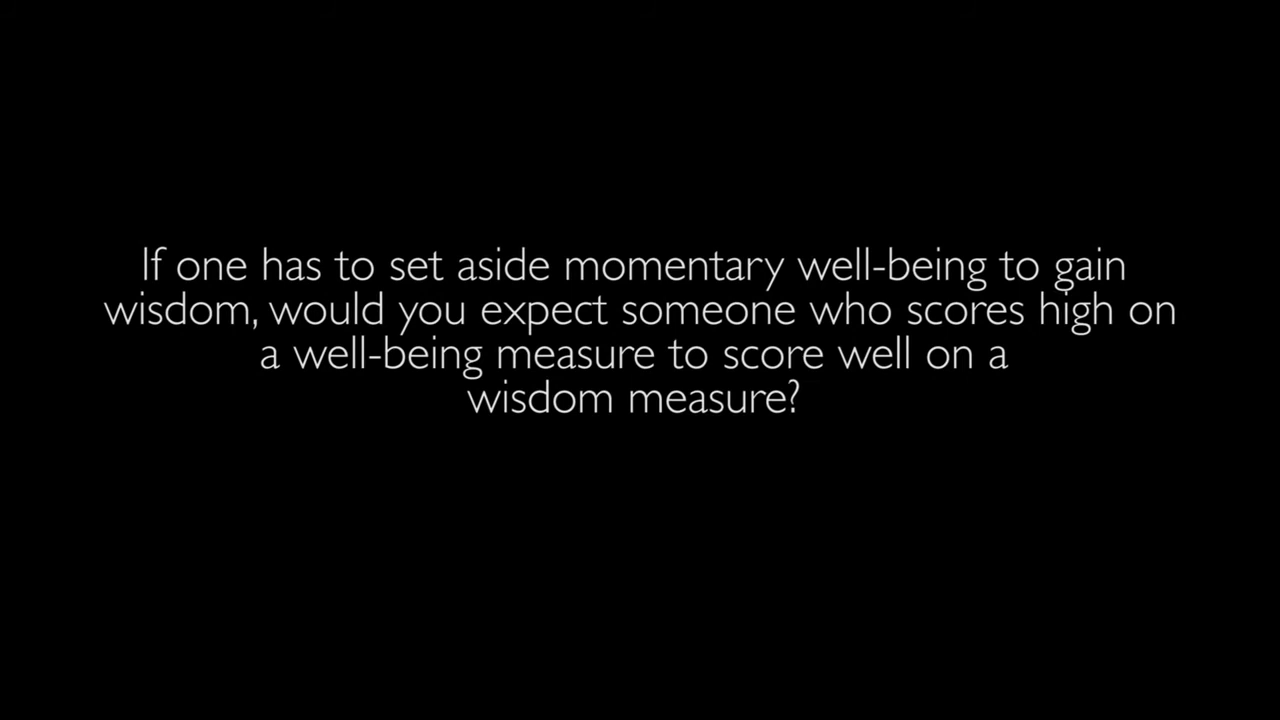 If one has to set aside momentary well-being to gain
wisdom, would you expect someone who scores high on
a well-being measure to score well on a
wisdom measure?